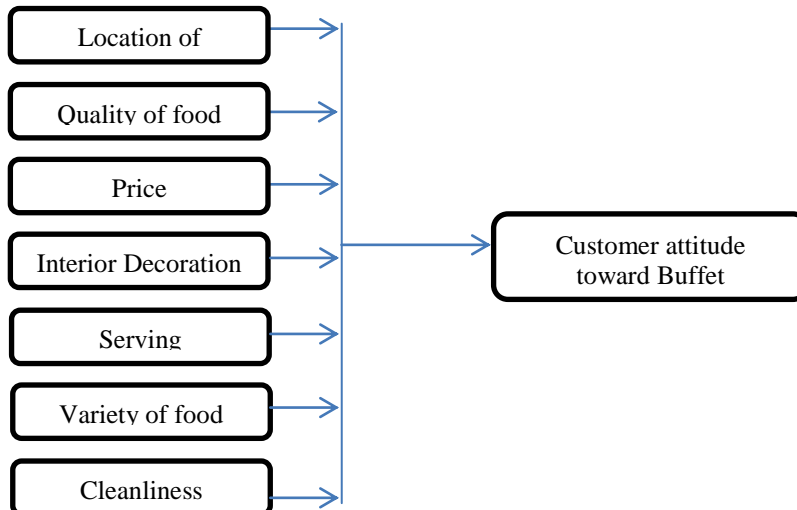 Location of
Quality of food
Price
Interior Decoration
Serving
Variety of food
Cleanliness
Customer attitude
toward Buffet